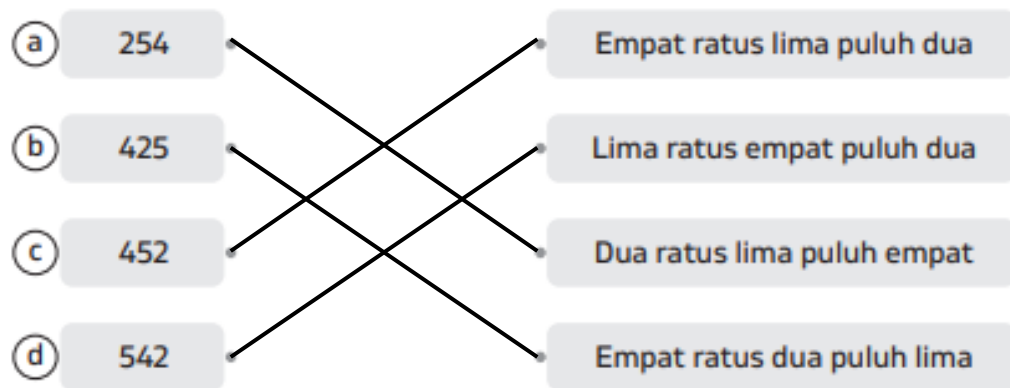 a 254 Empat ratus lima puluh dua
b 425 Lima ratus empat puluh dua
c 452 Dua ratus lima puluh empat
d 542 Empat ratus dua puluh lima